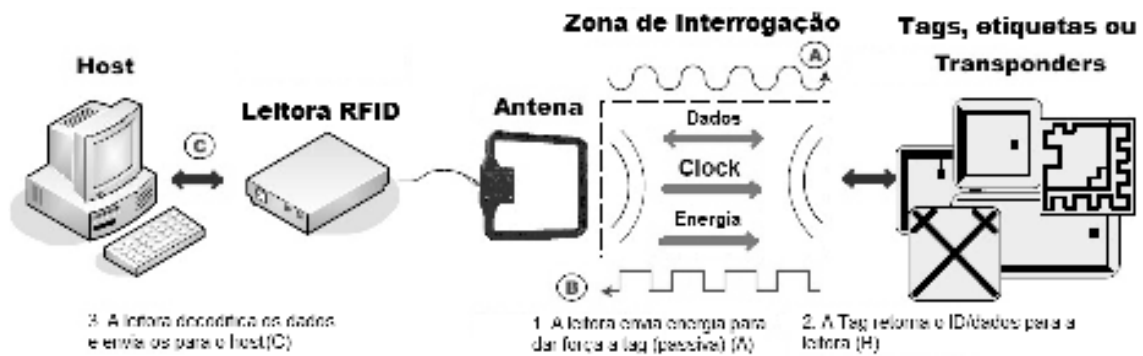 Zona de Interrogação
Tags, etiquetas ou
Transponders
Host
Leitora RFID
Antena
A
C
Dados
Clock
Energia
B
3. A leitora decodifica os dados
e envia os para o host(C)
1. A leitora envia energia para
dar força a tag (passiva) (A)
2. A Tag retorna o ID/dados para a
leitora (B)